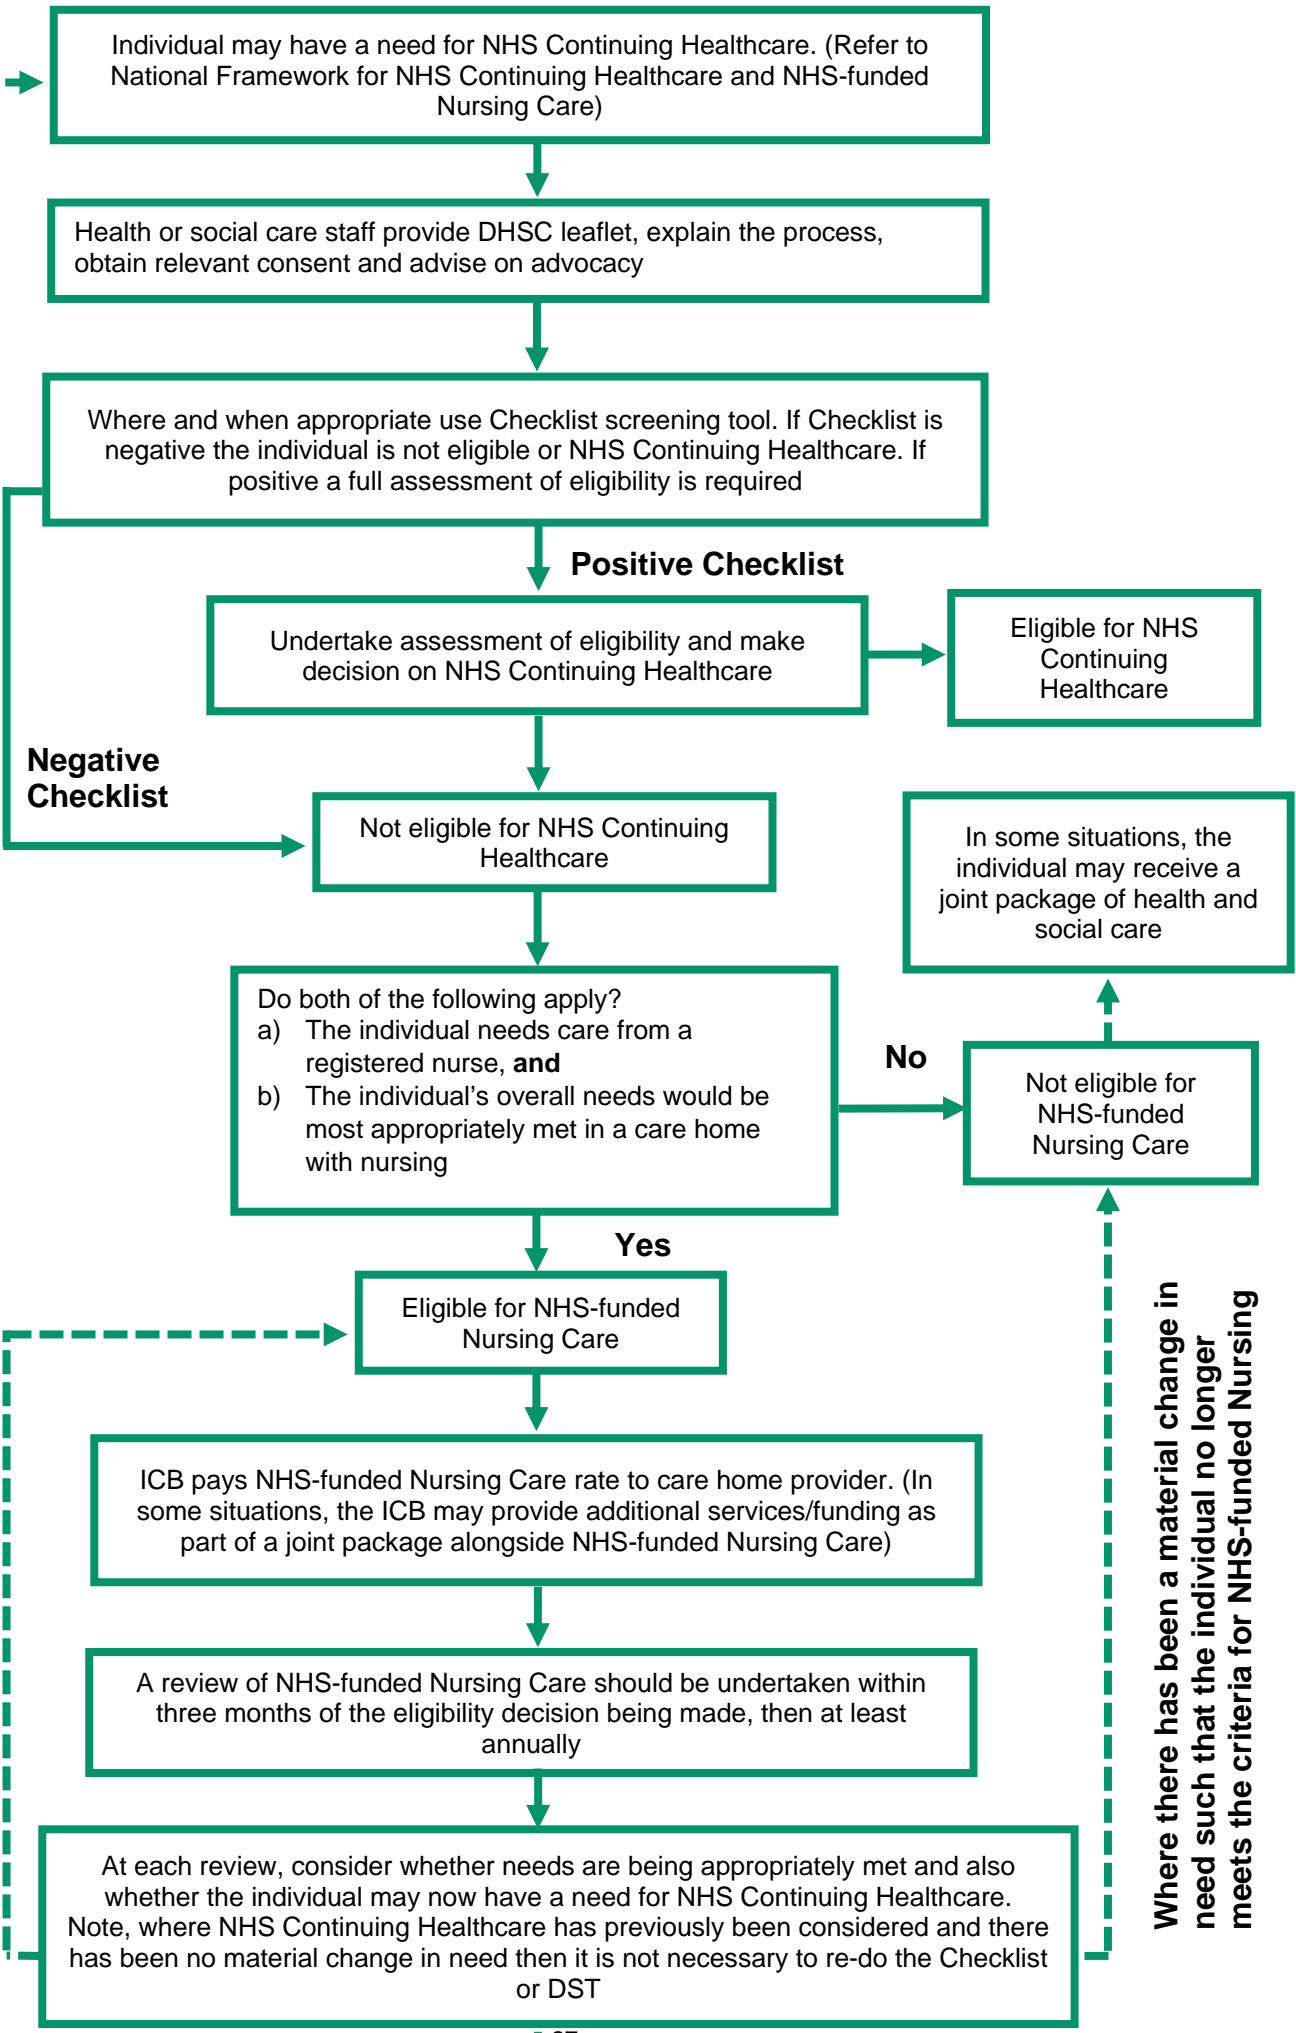 Individual may have a need for NHS Continuing Healthcare. (Refer to
National Framework for NHS Continuing Healthcare and NHS-funded
Nursing Care)
Health or social care staff provide DHSC leaflet, explain the process,
obtain relevant consent and advise on advocacy
Where and when appropriate use Checklist screening tool. If Checklist is
negative the individual is not eligible or NHS Continuing Healthcare. If
positive a full assessment of eligibility is required
Positive Checklist
Undertake assessment of eligibility and make
decision on NHS Continuing Healthcare
Eligible for NHS
Continuing
Healthcare
Negative
Checklist
Not eligible for NHS Continuing
Healthcare
In some situations, the
individual may receive a
joint package of health and
social care
Do both of the following apply?
a) The individual needs care from a
registered nurse, and
b) The individual's overall needs would be
most appropriately met in a care home
with nursing
No
Not eligible for
NHS-funded
Nursing Care
Yes
Eligible for NHS-funded
Nursing Care
ICB pays NHS-funded Nursing Care rate to care home provider. (In
some situations, the ICB may provide additional services/funding as
part of a joint package alongside NHS-funded Nursing Care)
A review of NHS-funded Nursing Care should be undertaken within
three months of the eligibility decision being made, then at least
annually
At each review, consider whether needs are being appropriately met and also
whether the individual may now have a need for NHS Continuing Healthcare.
Note, where NHS Continuing Healthcare has previously been considered and there
has been no material change in need then it is not necessary to re-do the Checklist
or DST
Where there has been a material change in
need such that the individual no longer
meets the criteria for NHS-funded Nursing